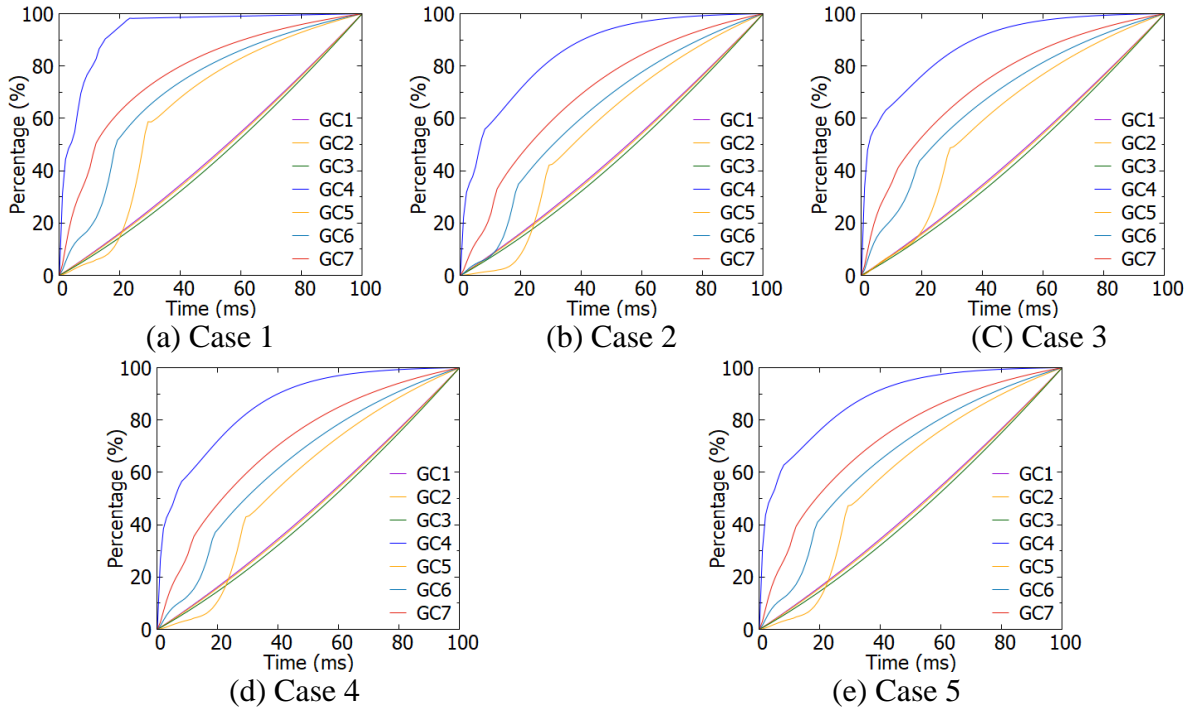 Percentage (%)
100
80
60
40
20
0
GC1
GC2
GC3
GC4
GC5
GC6
GC7
0 20 40 60 80 100
Time (ms)
(a) Case 1
Percentage (%)
100
80
60
40
20
0
GC1
GC2
GC3
GC4
GC5
GC6
GC7
0 20 40 60 80 100
Time (ms)
(b) Case 2
Percentage (%)
100
80
60
40
20
0
GC1
GC2
GC3
GC4
GC5
GC6
GC7
0 20 40 60 80 100
Time (ms)
(C) Case 3
Percentage (%)
100
80
60
40
20
0
GC1
GC2
GC3
GC4
GC5
GC6
GC7
0 20 40 60 80 100
Time (ms)
(d) Case 4
Percentage (%)
100
80
60
40
20
0
GC1
GC2
GC3
GC4
GC5
GC6
GC7
0 20 40 60 80 100
Time (ms)
(e) Case 5